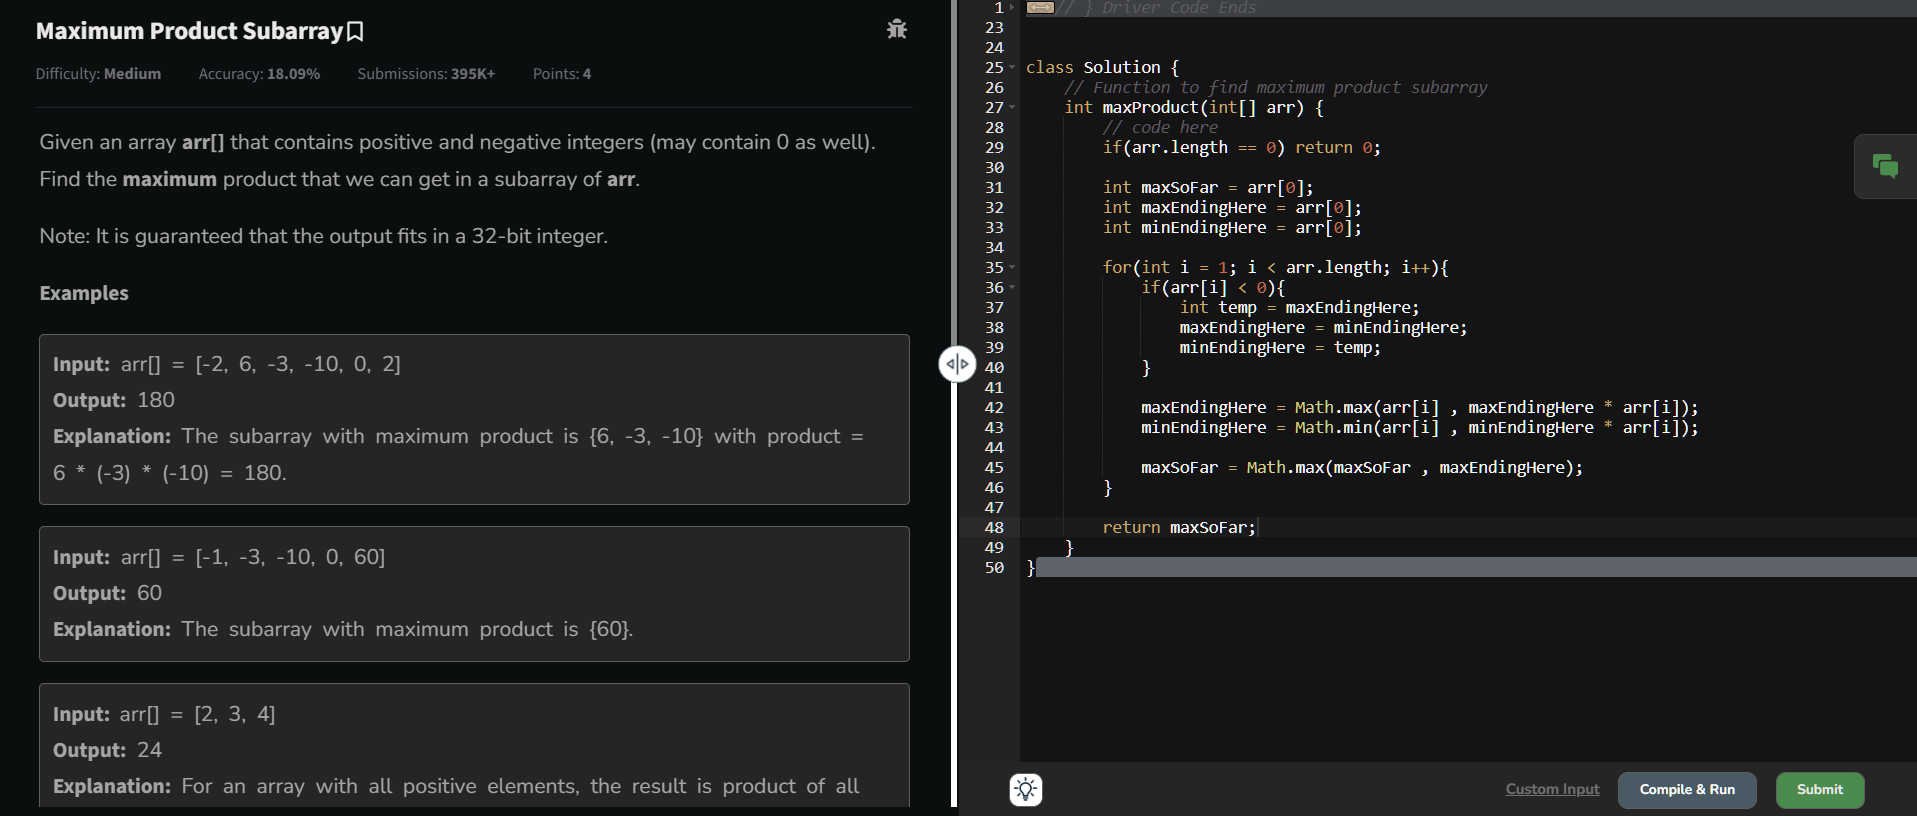 Maximum Product Subarray
Difficulty: Medium Accuracy: 18.09% Submissions: 395K+ Points: 4
Given an array arr[] that contains positive and negative integers (may contain 0 as well).
Find the maximum product that we can get in a subarray of arr.
Note: It is guaranteed that the output fits in a 32-bit integer.
Examples
Input: arr[] = [-2, 6, -3, -10, 0, 2]
Output: 180
Explanation: The subarray with maximum product is {6, -3, -10} with product =
6 * (-3) * (-10) = 180.
Input: arr[] = [-1, -3, -10, 0, 60]
Output: 60
Explanation: The subarray with maximum product is {60}.
Input: arr[] = [2, 3, 4]
Output: 24
Explanation: For an array with all positive elements, the result is product of all
1 // } Driver Code Ends
23
24
25 class Solution {
26     // Function to find maximum product subarray
27     int maxProduct(int[] arr) {
28         // code here
29         if(arr.length == 0) return 0;
30
31         int maxSoFar = arr[0];
32         int maxEndingHere = arr[0];
33         int minEndingHere = arr[0];
34
35         for(int i = 1; i < arr.length; i++){
36             if(arr[i] < 0){
37                 int temp = maxEndingHere;
38                 maxEndingHere = minEndingHere;
39                 minEndingHere = temp;
40             }
41
42             maxEndingHere = Math.max(arr[i] , maxEndingHere * arr[i]);
43             minEndingHere = Math.min(arr[i] , minEndingHere * arr[i]);
44
45             maxSoFar = Math.max(maxSoFar , maxEndingHere);
46         }
47
48         return maxSoFar;
49     }
50 }
Custom Input Compile & Run Submit